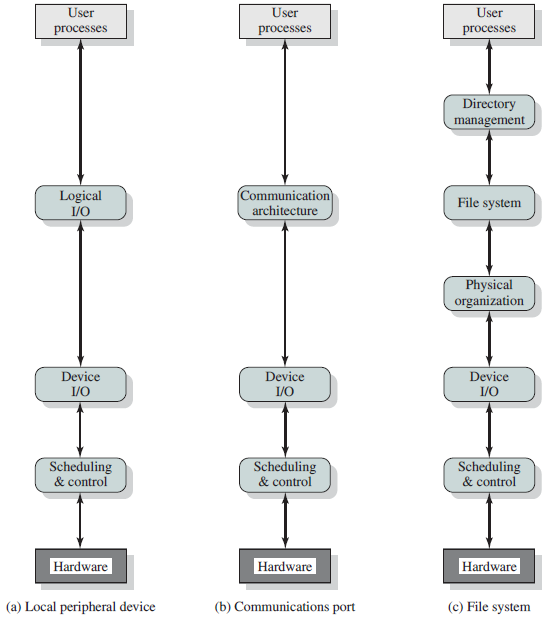 User
processes
Logical
I/O
Device
I/O
Scheduling
& control
Hardware
(a) Local peripheral device
User
processes
Communication
architecture
Device
I/O
Scheduling
& control
Hardware
(b) Communications port
User
processes
Directory
management
File system
Physical
organization
Device
I/O
Scheduling
& control
Hardware
(c) File system